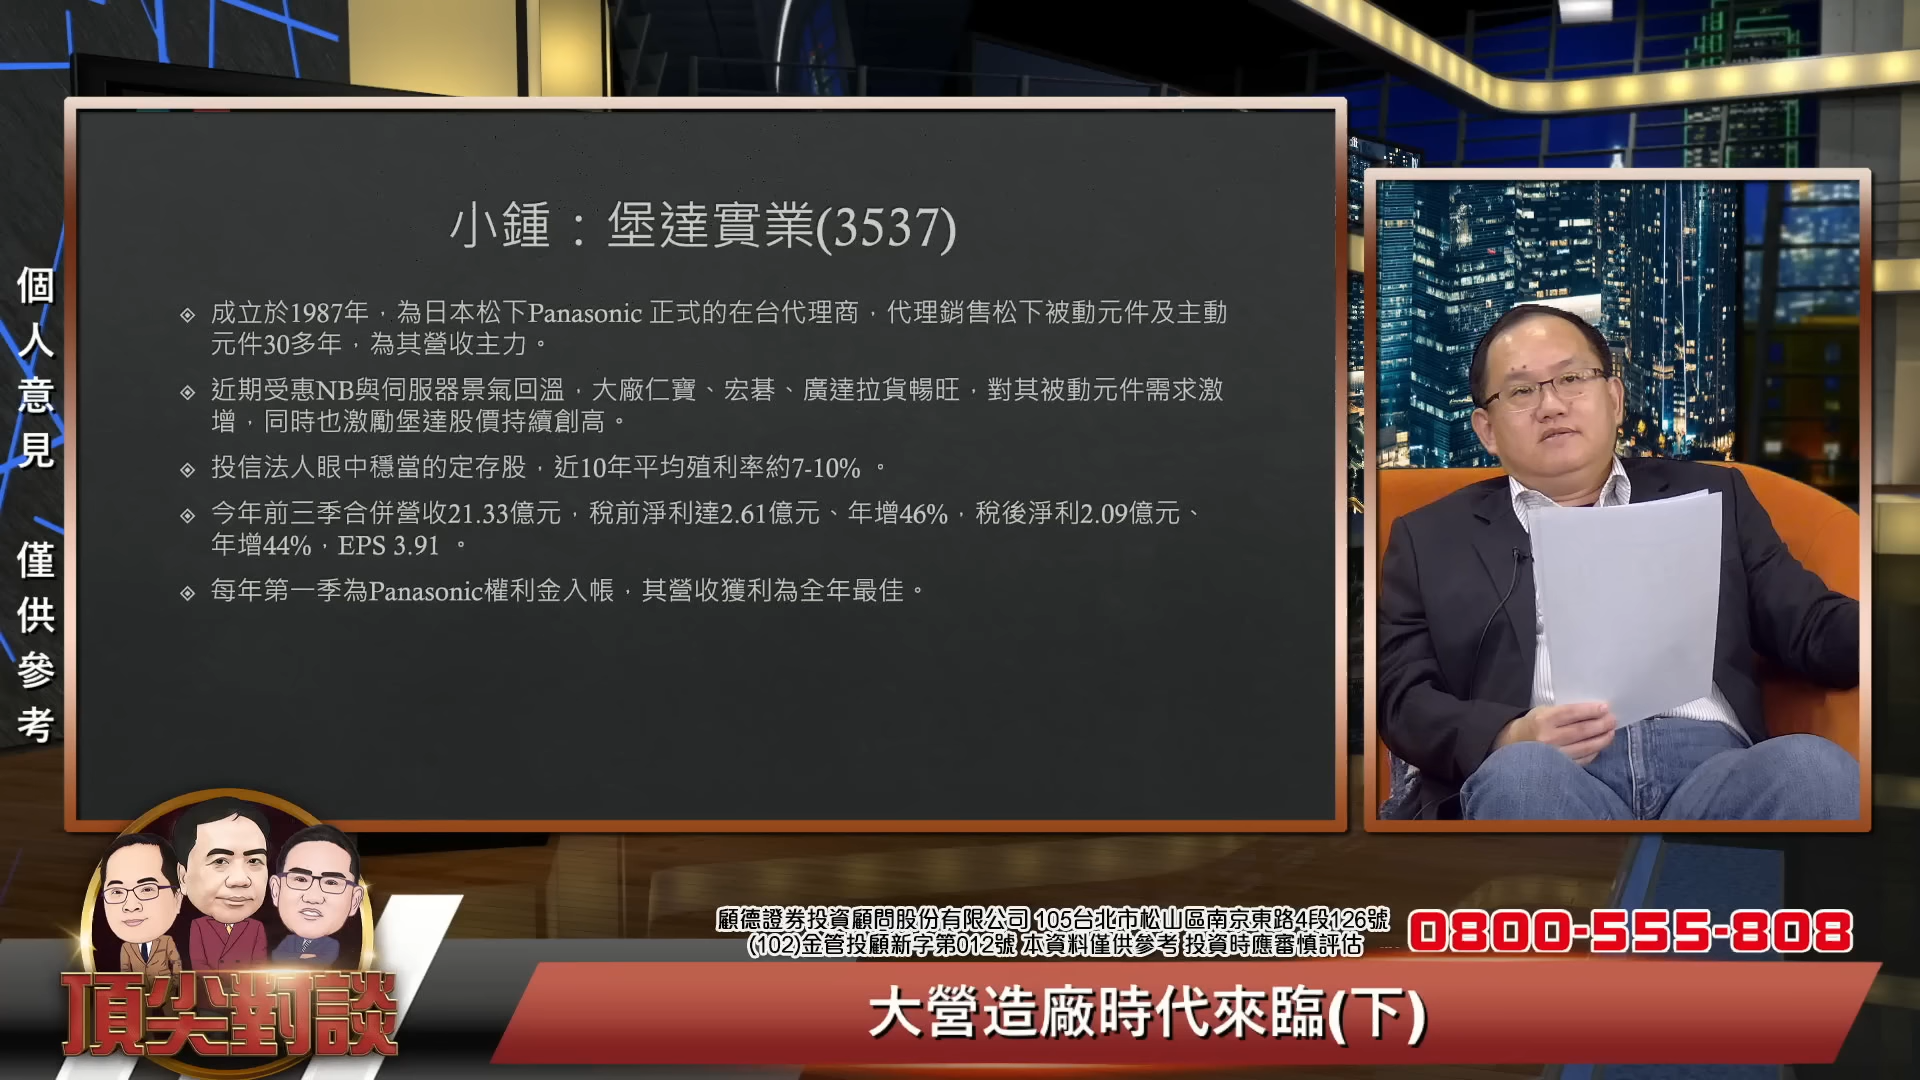 小鍾：堡達實業(3537)
成立於1987年，為日本松下Panasonic 正式的在台代理商，代理銷售松下被動元件及主動
元件30多年，為其營收主力。
近期受惠NB與伺服器景氣回溫，大廠仁寶、宏碁、廣達拉貨暢旺，對其被動元件需求激
增，同時也激勵堡達股價持續創高。
投信法人眼中穩當的定存股，近10年平均殖利率約7-10% 。
今年前三季合併營收21.33億元，稅前淨利達2.61億元、年增46%，稅後淨利2.09億元、
年增44%，EPS 3.91 。
每年第一季為Panasonic權利金入帳，其營收獲利為全年最佳。
個人意見 僅供參考
顧德證券投資顧問股份有限公司 105台北市松山區南京東路4段126號
(102)金管投顧新字第012號 本資料僅供參考 投資時應審慎評估
0800-555-808
頂尖對談
大營造廠時代來臨(下)